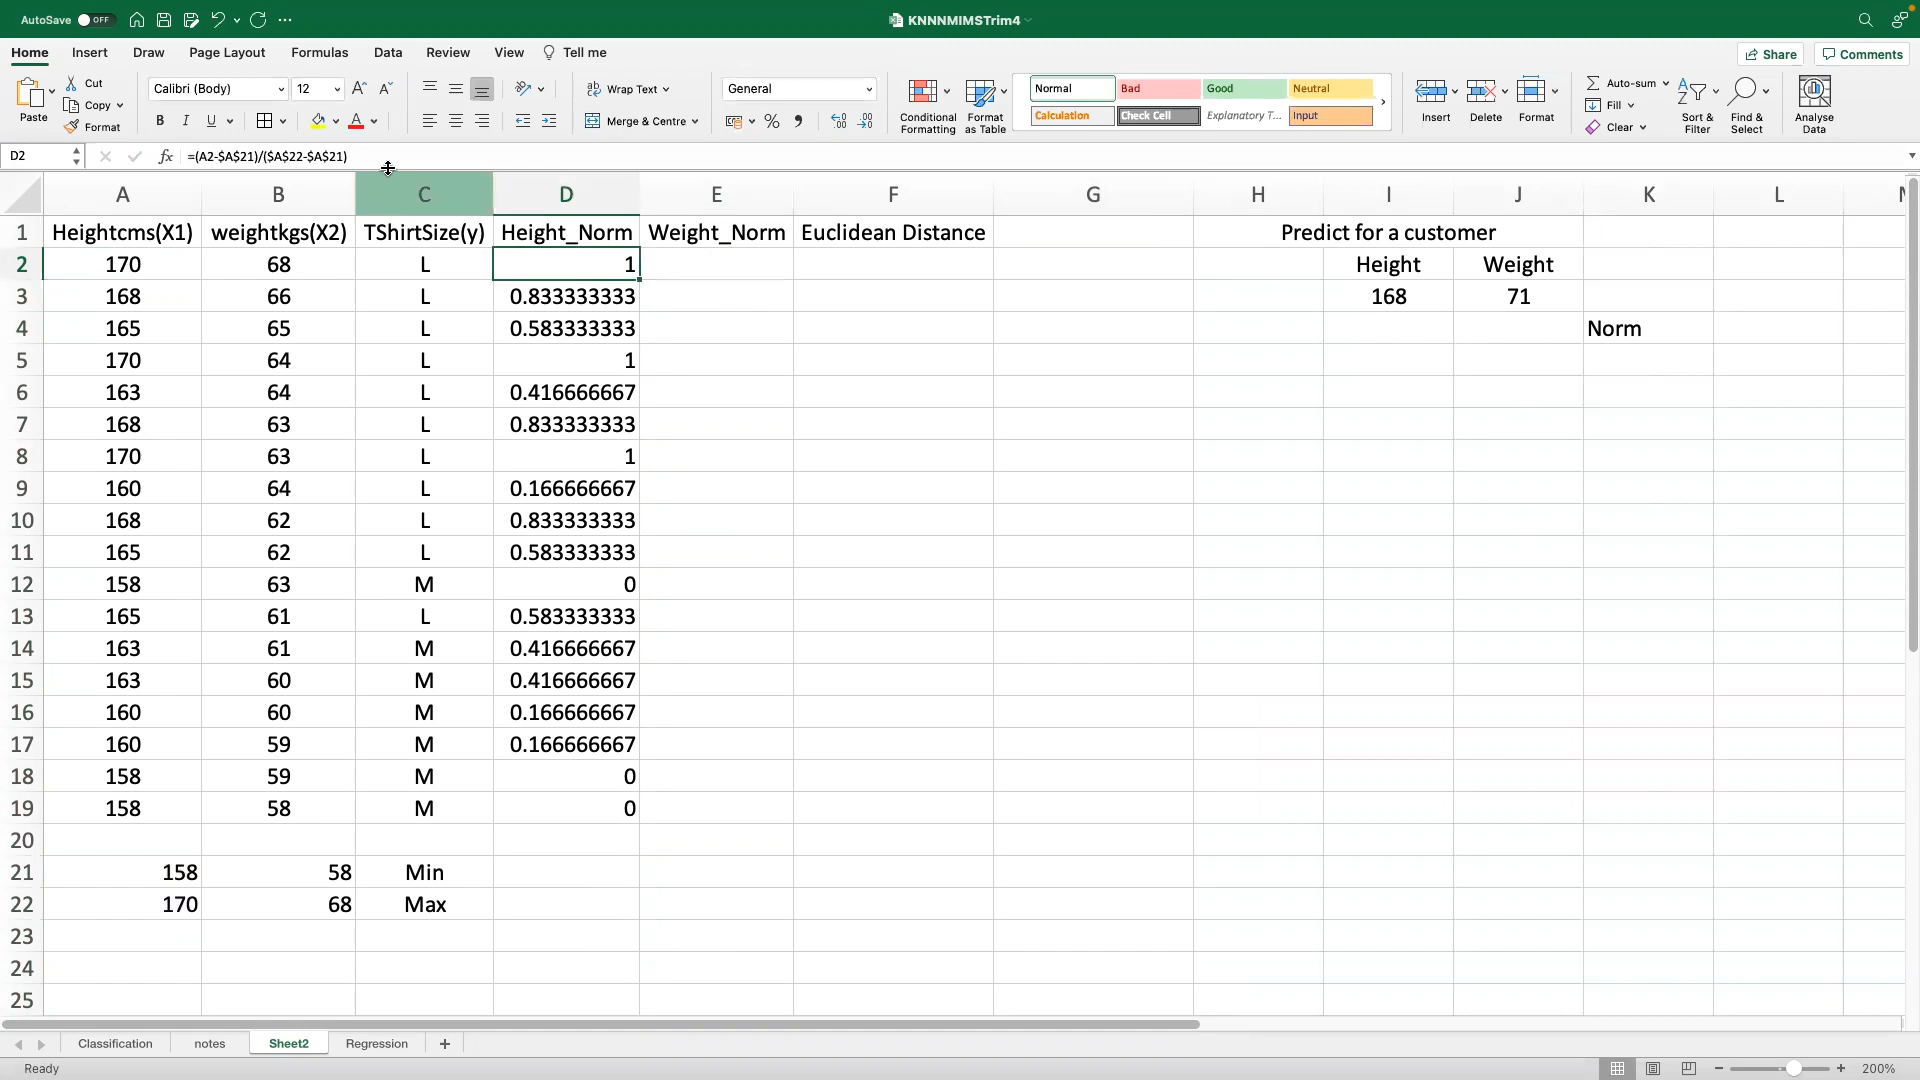 AutoSave OFF
KNNNMIMSTrim4
Home Insert Draw Page Layout Formulas Data Review View Tell me
Share Comments
Paste
Cut
Copy
Format
Calibri (Body) 12
B I U
Wrap Text
Merge & Centre
General
Conditional Formatting
Format as Table
Normal Bad Good Neutral
Calculation Check Cell Explanatory T... Input
Insert Delete Format
Auto-sum
Fill
Clear
Sort & Filter
Find & Select
Analyse Data
D2 fx =(A2-$A$21)/($A$22-$A$21)
A B C D E F G H I J K L
1 Heightcms(X1) weightkgs(X2) TShirtSize(y) Height_Norm Weight_Norm Euclidean Distance Predict for a customer
2 170 68 L 1 Height Weight
3 168 66 L 0.833333333 168 71
4 165 65 L 0.583333333 Norm
5 170 64 L 1
6 163 64 L 0.416666667
7 168 63 L 0.833333333
8 170 63 L 1
9 160 64 L 0.166666667
10 168 62 L 0.833333333
11 165 62 L 0.583333333
12 158 63 M 0
13 165 61 L 0.583333333
14 163 61 M 0.416666667
15 163 60 M 0.416666667
16 160 60 M 0.166666667
17 160 59 M 0.166666667
18 158 59 M 0
19 158 58 M 0
20
21 158 58 Min
22 170 68 Max
23
24
25
Classification notes Sheet2 Regression +
Ready
200%